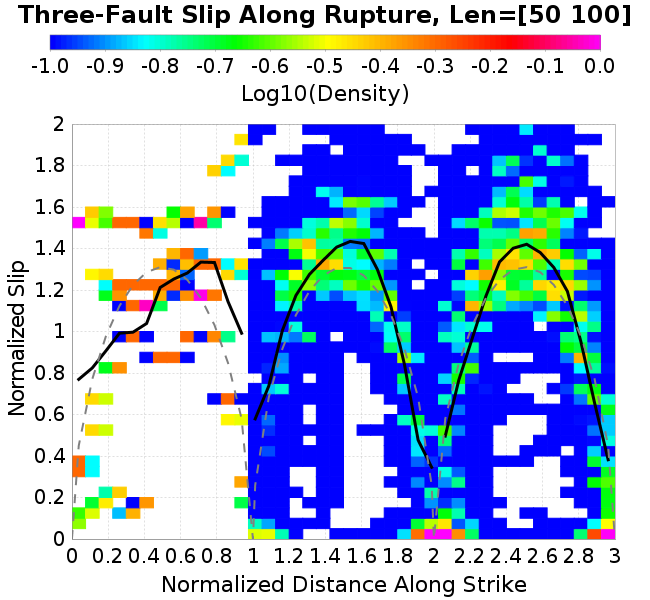 Three-Fault Slip Along Rupture, Len=[50 100]
-1.0 -0.9 -0.8 -0.7 -0.6 -0.5 -0.4 -0.3 -0.2 -0.1 0.0
Log10(Density)
2
1.8
1.6
1.4
1.2
1
0.8
0.6
0.4
0.2
0
Normalized Slip
0 0.2 0.4 0.6 0.8 1 1.2 1.4 1.6 1.8 2 2.2 2.4 2.6 2.8 3
Normalized Distance Along Strike